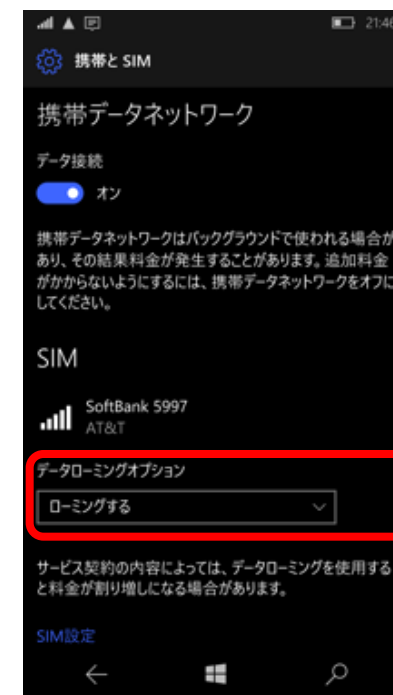 21:46
携帯と SIM
携帯データネットワーク
データ接続
オン
携帯データネットワークはバックグラウンドで使われる場合が
あり、その結果料金が発生することがあります。追加料金
がかからないようにするには、携帯データネットワークをオフに
してください。
SIM
SoftBank 5997
AT&T
データローミングオプション
ローミングする
サービス契約の内容によっては、データローミングを使用する
と料金が割り増しになる場合があります。
SIM設定